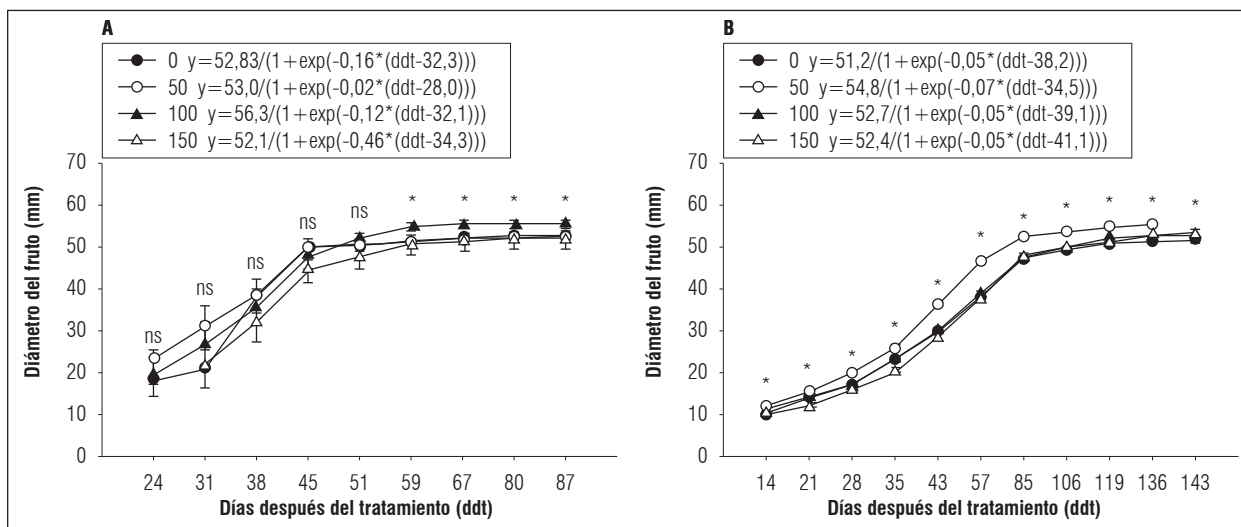 A
0 y=52,83/(1+exp(-0,16*(ddt-32,3)))
50 y=53,0/(1+exp(-0,02*(ddt-28,0)))
100 y=56,3/(1+exp(-0,12*(ddt-32,1)))
150 y=52,1/(1+exp(-0,46*(ddt-34,3)))
Diámetro del fruto (mm)
70
60
50
40
30
20
10
0
ns
ns
ns
ns
ns
*
*
*
*
24 31 38 45 51 59 67 80 87
Días después del tratamiento (ddt)
B
0 y=51,2/(1+exp(-0,05*(ddt-38,2)))
50 y=54,8/(1+exp(-0,07*(ddt-34,5)))
100 y=52,7/(1+exp(-0,05*(ddt-39,1)))
150 y=52,4/(1+exp(-0,05*(ddt-41,1)))
Diámetro del fruto (mm)
70
60
50
40
30
20
10
0
*
*
*
*
*
*
*
*
*
*
*
14 21 28 35 43 57 85 106 119 136 143
Días después del tratamiento (ddt)